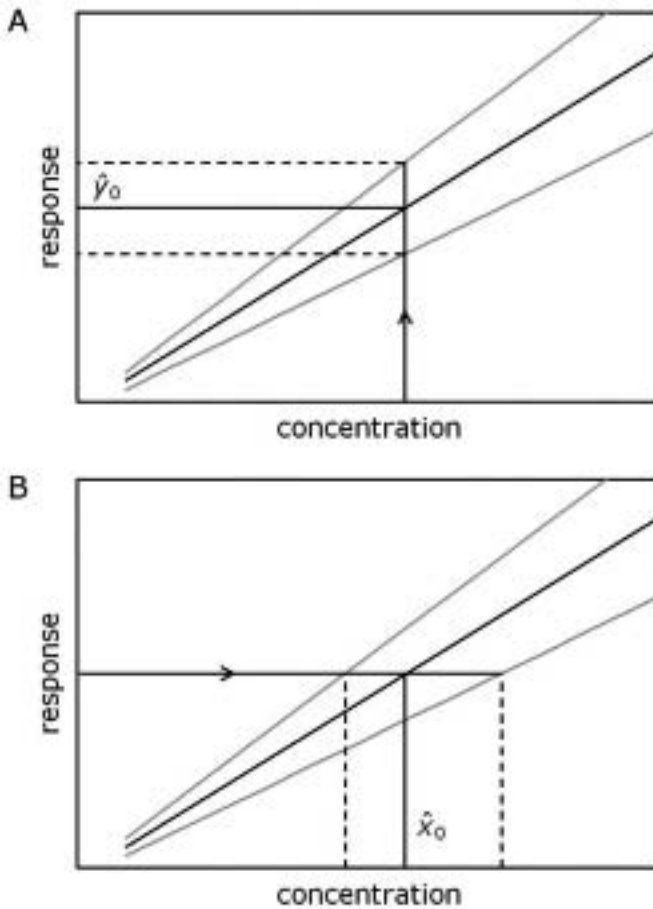 A
response
ŷ₀
concentration
B
response
x̂₀
concentration